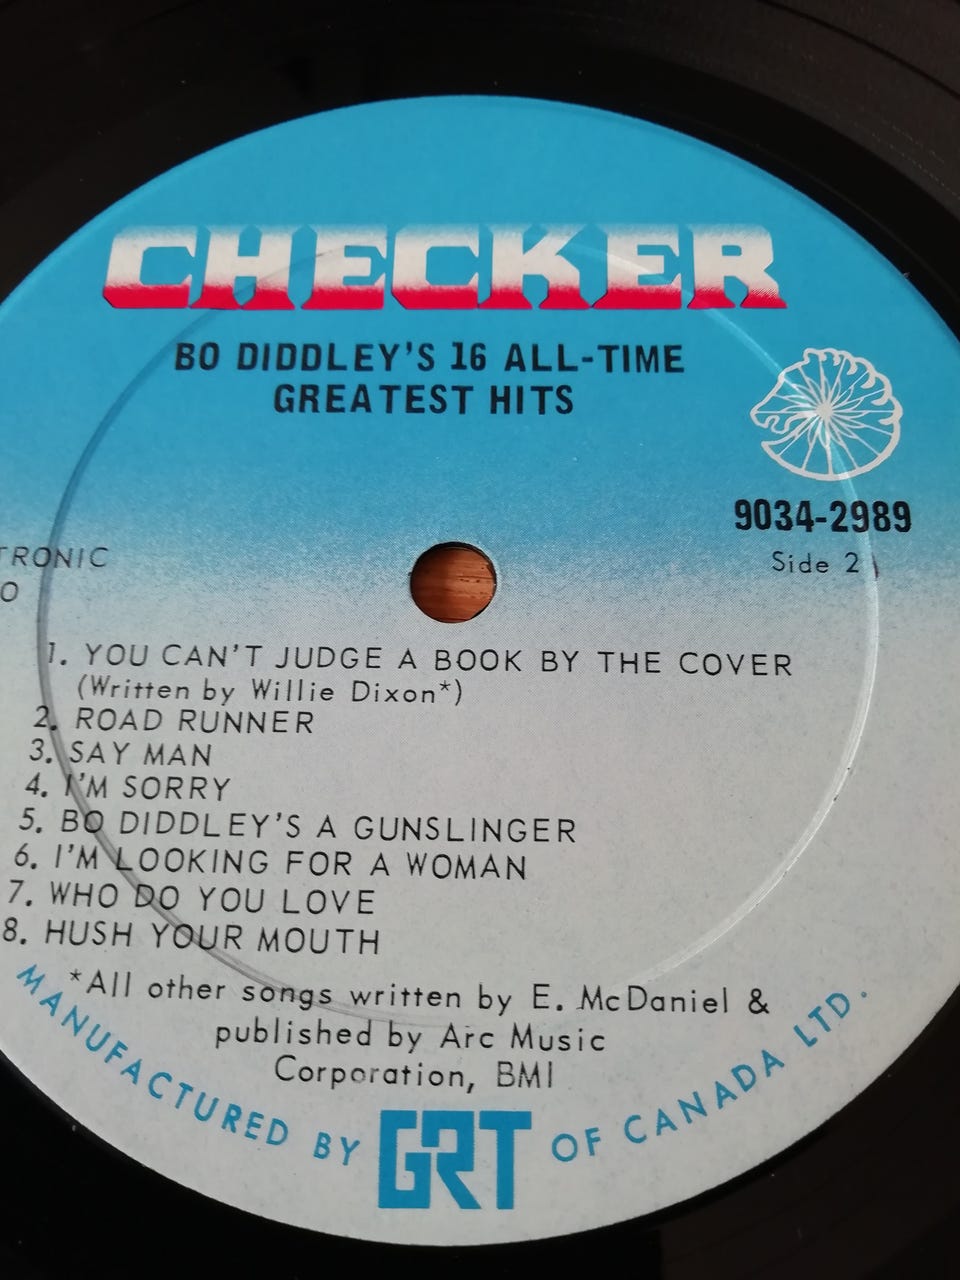 CHECKER
BO DIDDLEY'S 16 ALL-TIME
GREATEST HITS
9034-2989
Side 2
TRONIC
O
1. YOU CAN'T JUDGE A BOOK BY THE COVER
(Written by Willie Dixon*)
2. ROAD RUNNER
3. SAY MAN
4. I'M SORRY
5. BO DIDDLEY'S A GUNSLINGER
6. I'M LOOKING FOR A WOMAN
7. WHO DO YOU LOVE
8. HUSH YOUR MOUTH
*All other songs written by E. McDaniel &
published by Arc Music
Corporation, BMI
MANUFACTURED BY GRT OF CANADA LTD.